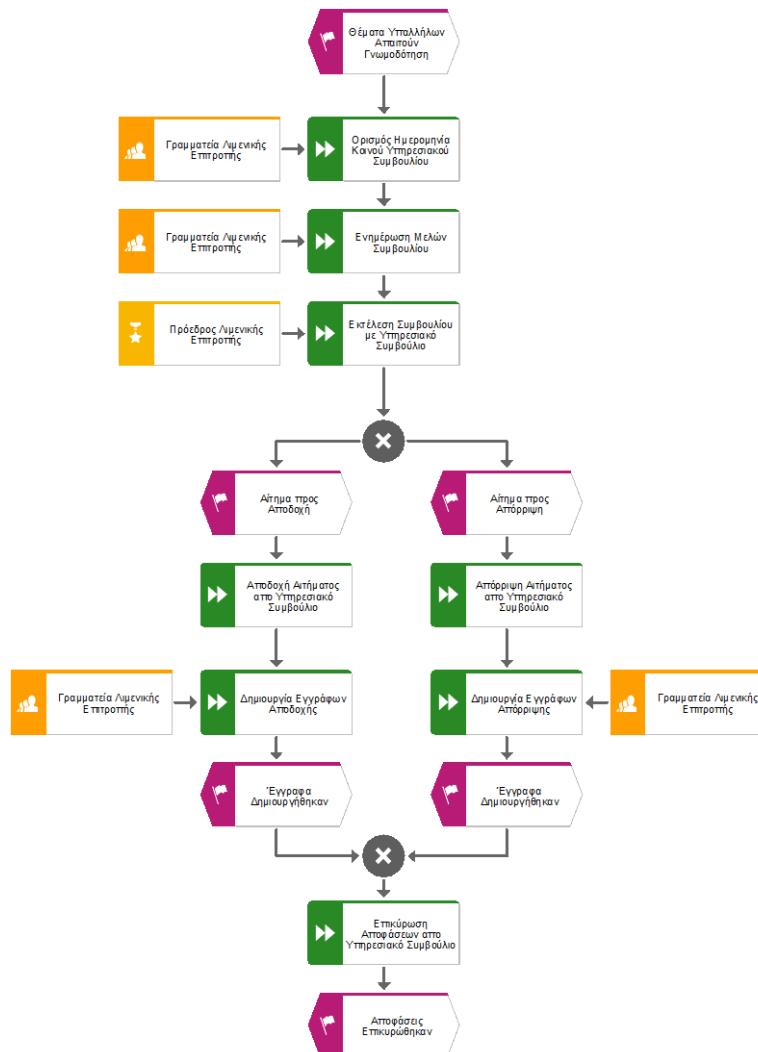 Θέματα Υπαλλήλων
Απαιτούν
Γνωμοδότηση
Γραμματεία Λιμενικής
Επιτροπής
Ορισμός Ημερομηνία
Κοινού Υπηρεσιακού
Συμβουλίου
Γραμματεία Λιμενικής
Επιτροπής
Ενημέρωση Μελών
Συμβουλίου
Πρόεδρος Λιμενικής
Επιτροπής
Εκτέλεση Συμβουλίου
με Υπηρεσιακό
Συμβούλιο
Αίτημα προς
Αποδοχή
Αίτημα προς
Απόρριψη
Αποδοχή Αιτήματος
απο Υπηρεσιακό
Συμβούλιο
Απόρριψη Αιτήματος
απο Υπηρεσιακό
Συμβούλιο
Γραμματεία Λιμενικής
Επιτροπής
Δημιουργία Εγγράφων
Αποδοχής
Δημιουργία Εγγράφων
Απόρριψης
Γραμματεία Λιμενικής
Επιτροπής
Έγγραφα
Δημιουργήθηκαν
Έγγραφα
Δημιουργήθηκαν
Επικύρωση
Αποφάσεων απο
Υπηρεσιακό Συμβούλιο
Αποφάσεις
Επικυρώθηκαν